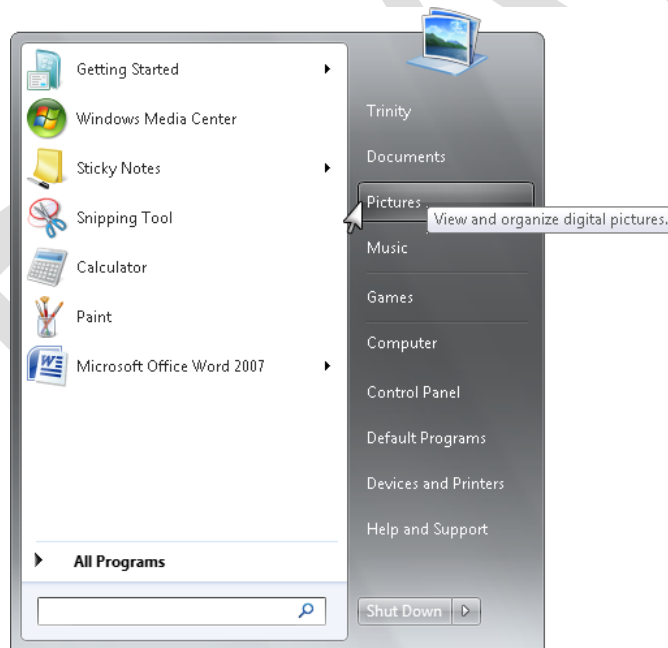 Getting Started
Windows Media Center
Sticky Notes
Snipping Tool
Calculator
Paint
Microsoft Office Word 2007
All Programs
Trinity
Documents
Pictures
View and organize digital pictures.
Music
Games
Computer
Control Panel
Default Programs
Devices and Printers
Help and Support
Shut Down